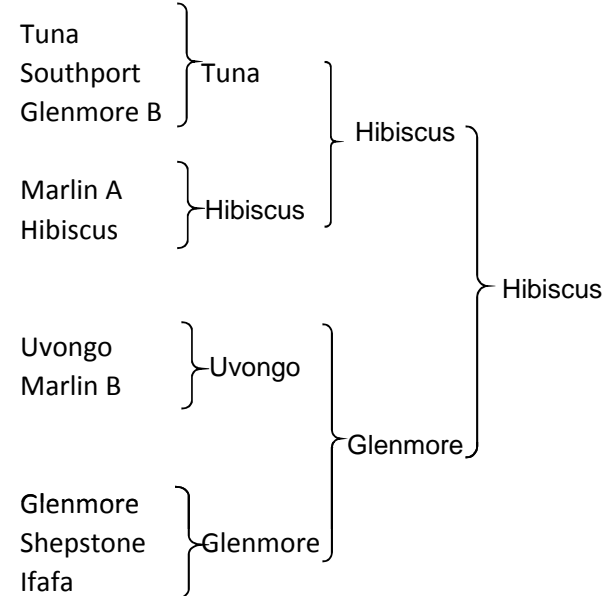 Tuna
Southport
Glenmore B
Tuna
Marlin A
Hibiscus
Hibiscus
Hibiscus
Uvongo
Marlin B
Uvongo
Glenmore
Shepstone
Ifafa
Glenmore
Glenmore
Hibiscus